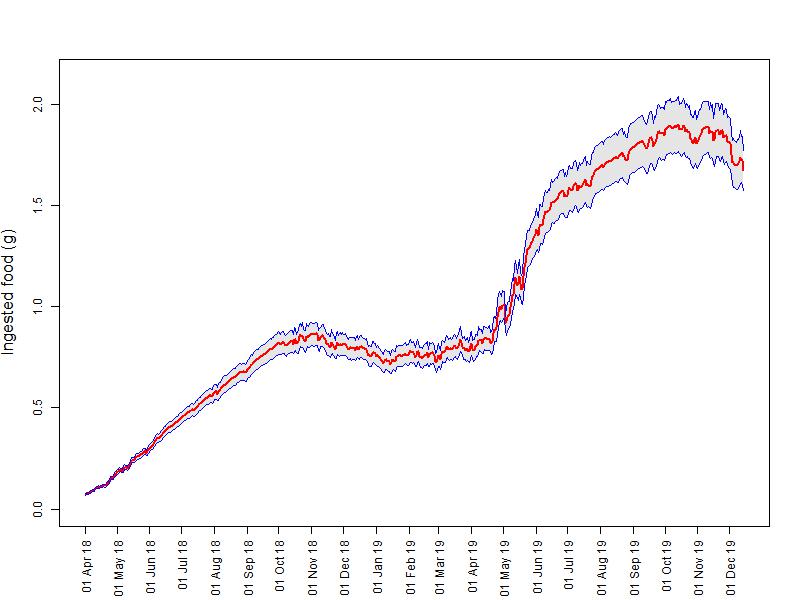 Ingested food (g)
2.0
1.5
1.0
0.5
0.0
01 Apr 18
01 May 18
01 Jun 18
01 Jul 18
01 Aug 18
01 Sep 18
01 Oct 18
01 Nov 18
01 Dec 18
01 Jan 19
01 Feb 19
01 Mar 19
01 Apr 19
01 May 19
01 Jun 19
01 Jul 19
01 Aug 19
01 Sep 19
01 Oct 19
01 Nov 19
01 Dec 19